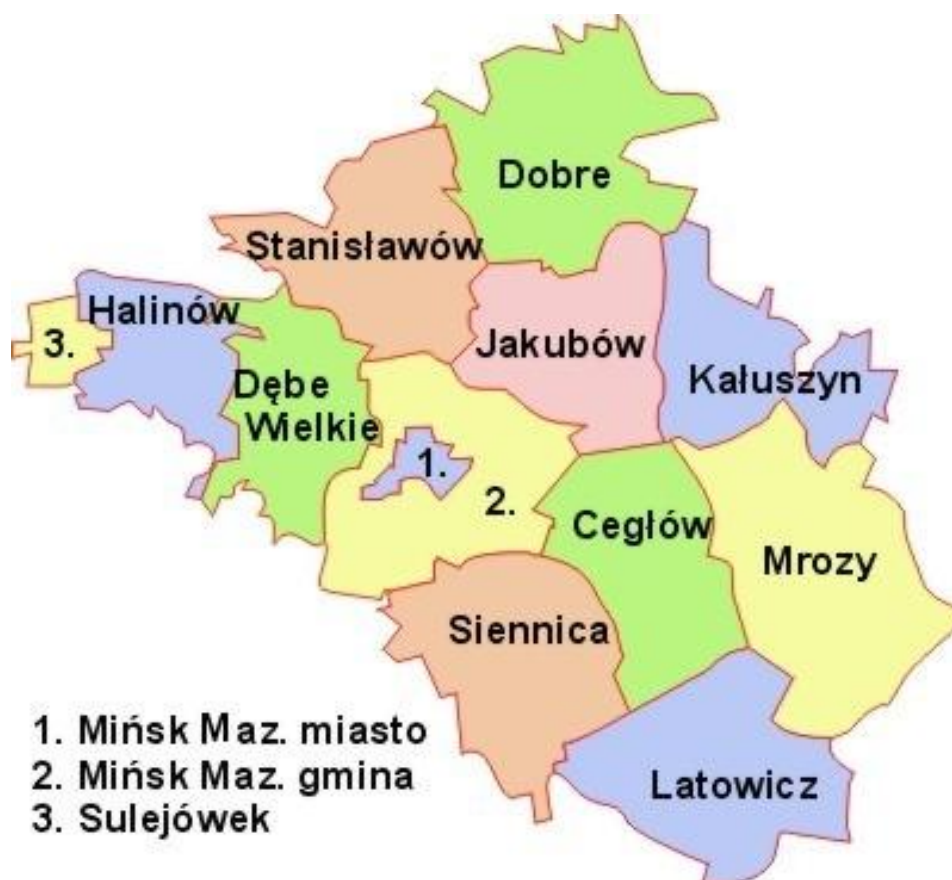 Dobre
Stanisławów
Halinów
3.
Jakubów
Kałuszyn
Dębe
Wielkie
1.
2.
Cegłów
Mrozy
Siennica
Latowicz
1. Mińsk Maz. miasto
2. Mińsk Maz. gmina
3. Sulejówek